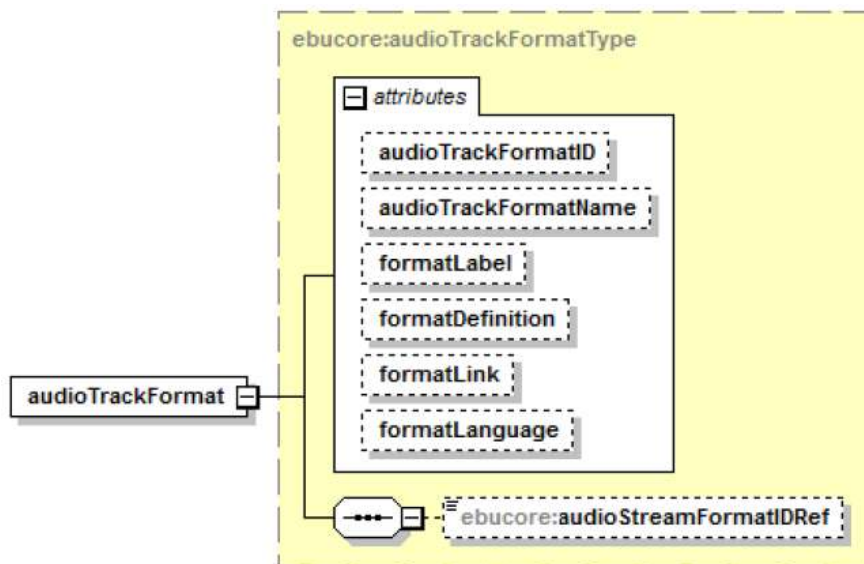 ebucore:audioTrackFormatType
attributes
audioTrackFormatID
audioTrackFormatName
formatLabel
formatDefinition
formatLink
formatLanguage
audioTrackFormat
ebucore:audioStreamFormatIDRef